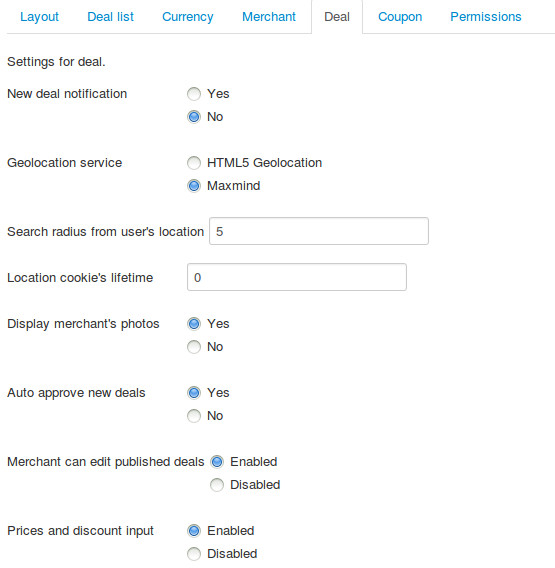 Layout Deal list Currency Merchant Deal Coupon Permissions
Settings for deal.
New deal notification Yes
No
Geolocation service HTML5 Geolocation
Maxmind
Search radius from user's location 5
Location cookie's lifetime 0
Display merchant's photos Yes
No
Auto approve new deals Yes
No
Merchant can edit published deals Enabled
Disabled
Prices and discount input Enabled
Disabled